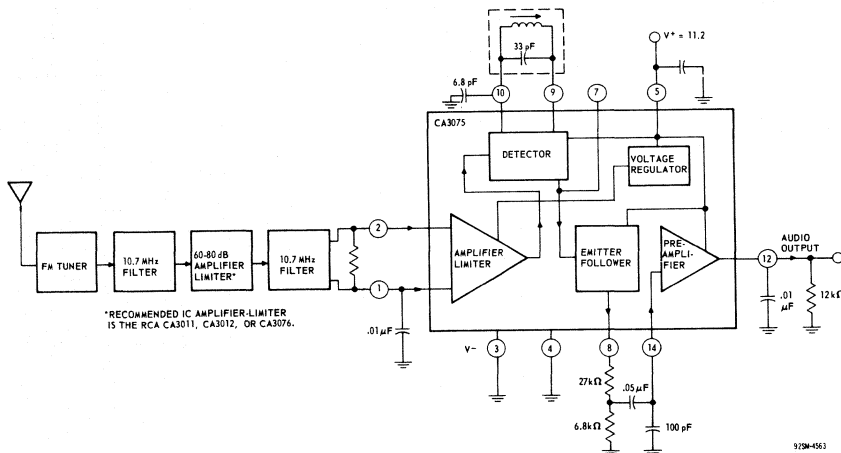 33 pF
V+ = 11.2
6.8 pF
10
9
7
5
CA3075
DETECTOR
VOLTAGE
REGULATOR
2
FM TUNER
10.7 MHz
FILTER
60-80 dB
AMPLIFIER
LIMITER*
10.7 MHz
FILTER
AMPLIFIER
LIMITER
EMITTER
FOLLOWER
PRE-
AMPLI-
FIER
AUDIO
OUTPUT
12
1
*RECOMMENDED IC AMPLIFIER-LIMITER
IS THE RCA CA3011, CA3012, OR CA3076.
.01μF
.01
μF
12kΩ
V-
3
4
8
14
27kΩ
.05μF
6.8kΩ
100 pF
92SM-4563